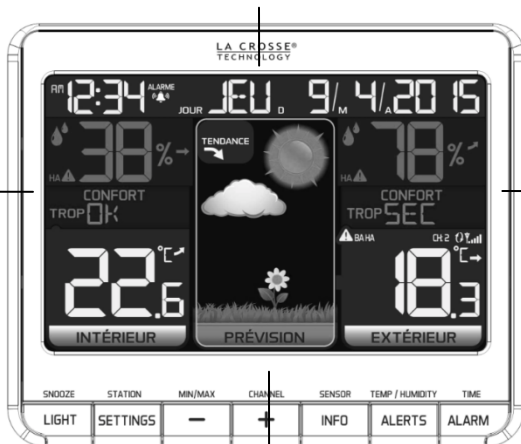 LA CROSSE®
TECHNOLOGY
AM 12:34 ALARME JOUR JEU D 9/ M 4/ A 20 15
38 % HA
TENDANCE
78 % HA
CONFORT
TROP OK
CONFORT
TROP SEC
BA HA CH: 2
22.6 °C
18.3 °C
INTÉRIEUR PRÉVISION EXTÉRIEUR
SNOOZE STATION MIN/MAX CHANNEL SENSOR TEMP / HUMIDITY TIME
LIGHT SETTINGS − + INFO ALERTS ALARM